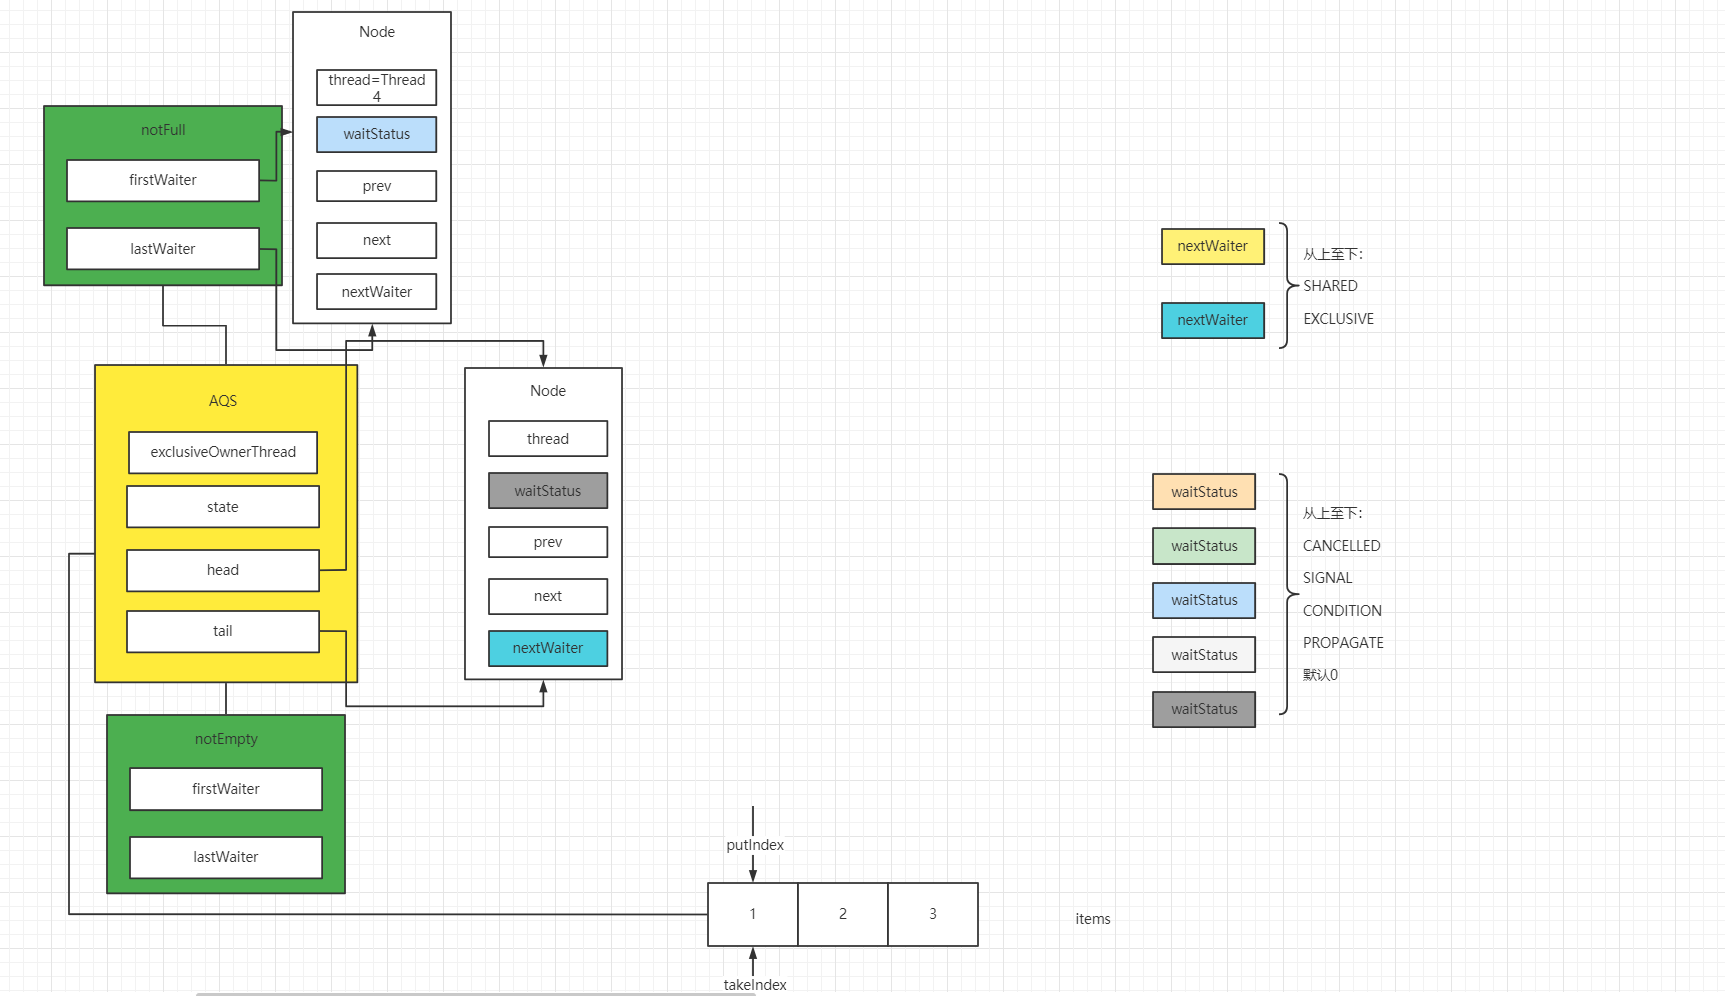 Node
thread=Thread
4
waitStatus
prev
next
nextWaiter
notFull
firstWaiter
lastWaiter
AQS
exclusiveOwnerThread
state
head
tail
Node
thread
waitStatus
prev
next
nextWaiter
notEmpty
firstWaiter
lastWaiter
putIndex
1
2
3
takeIndex
items
nextWaiter
nextWaiter
从上至下：
SHARED
EXCLUSIVE
waitStatus
waitStatus
waitStatus
waitStatus
waitStatus
从上至下：
CANCELLED
SIGNAL
CONDITION
PROPAGATE
默认0